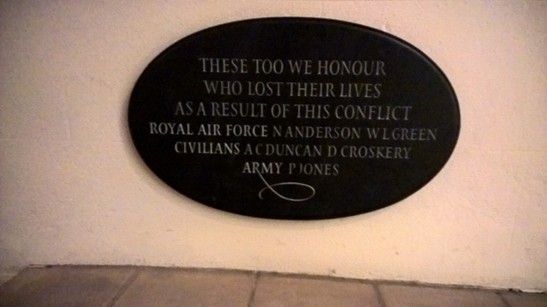 THESE TOO WE HONOUR
WHO LOST THEIR LIVES
AS A RESULT OF THIS CONFLICT
ROYAL AIR FORCE N ANDERSON W L GREEN
CIVILIANS A C DUNCAN D CROSKERY
ARMY P JONES